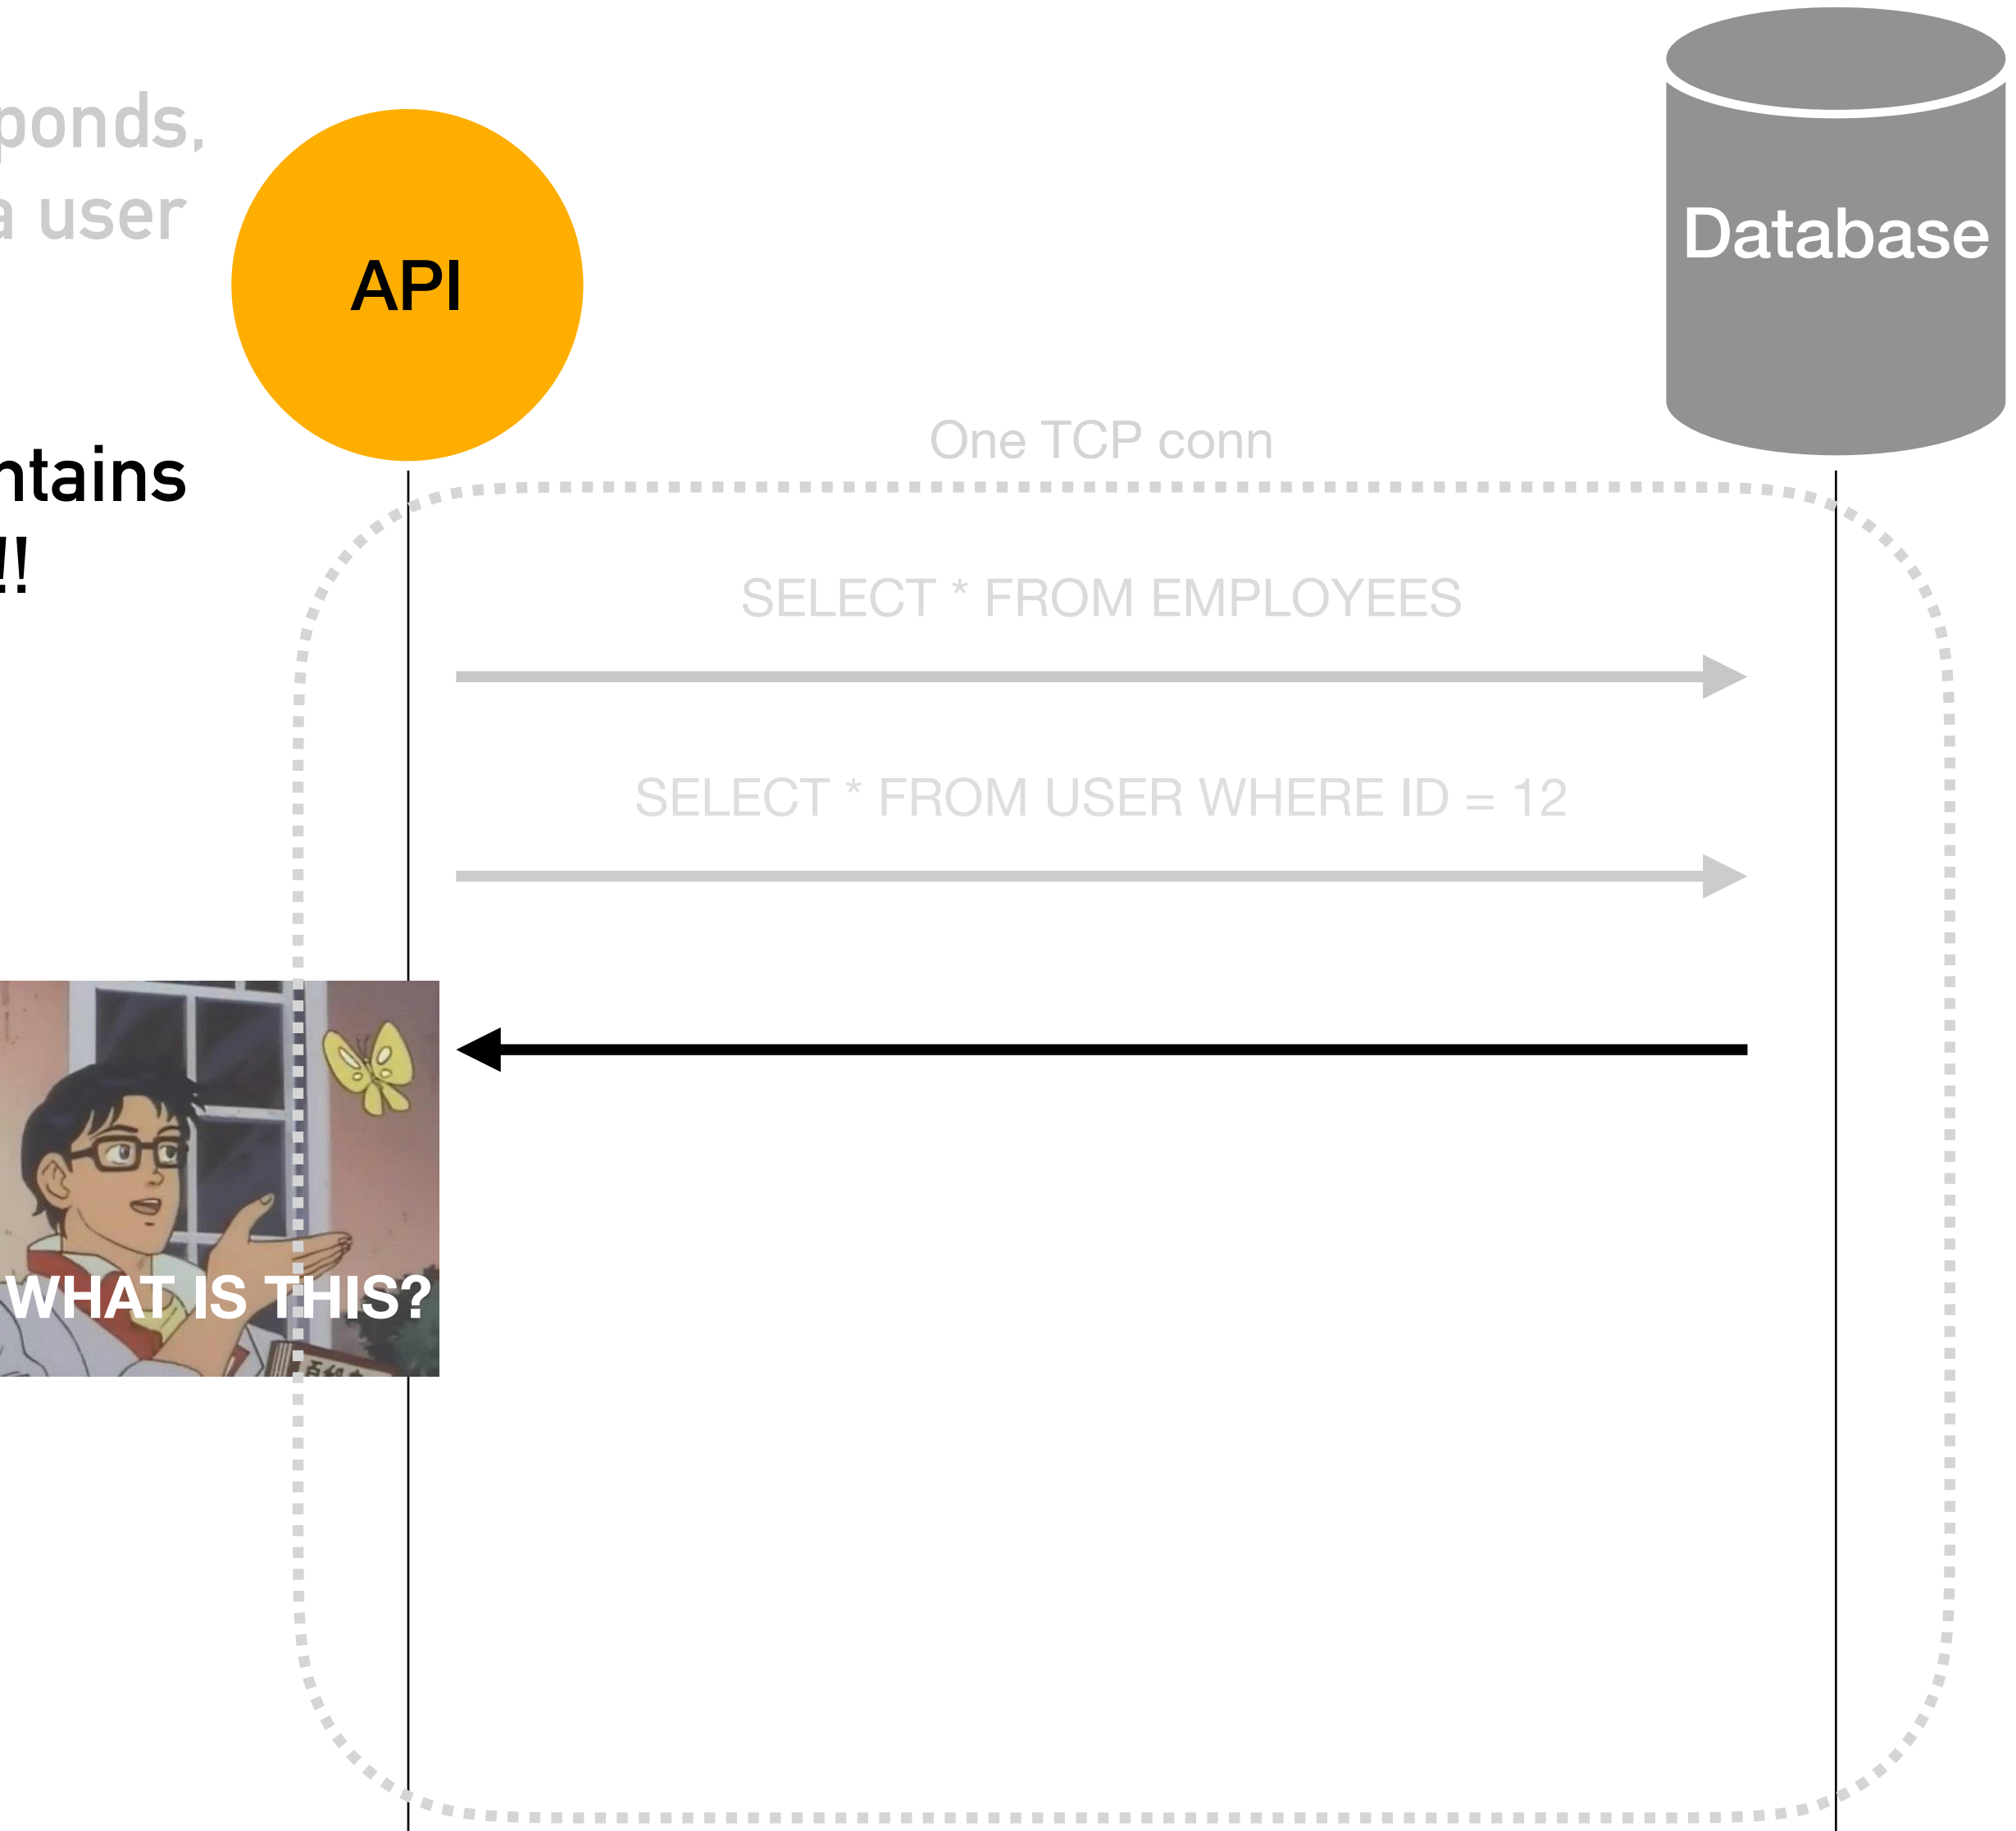 ponds,
a user
API
Database
ntains
!!
One TCP conn
SELECT * FROM EMPLOYEES
SELECT * FROM USER WHERE ID = 12
WHAT IS THIS?